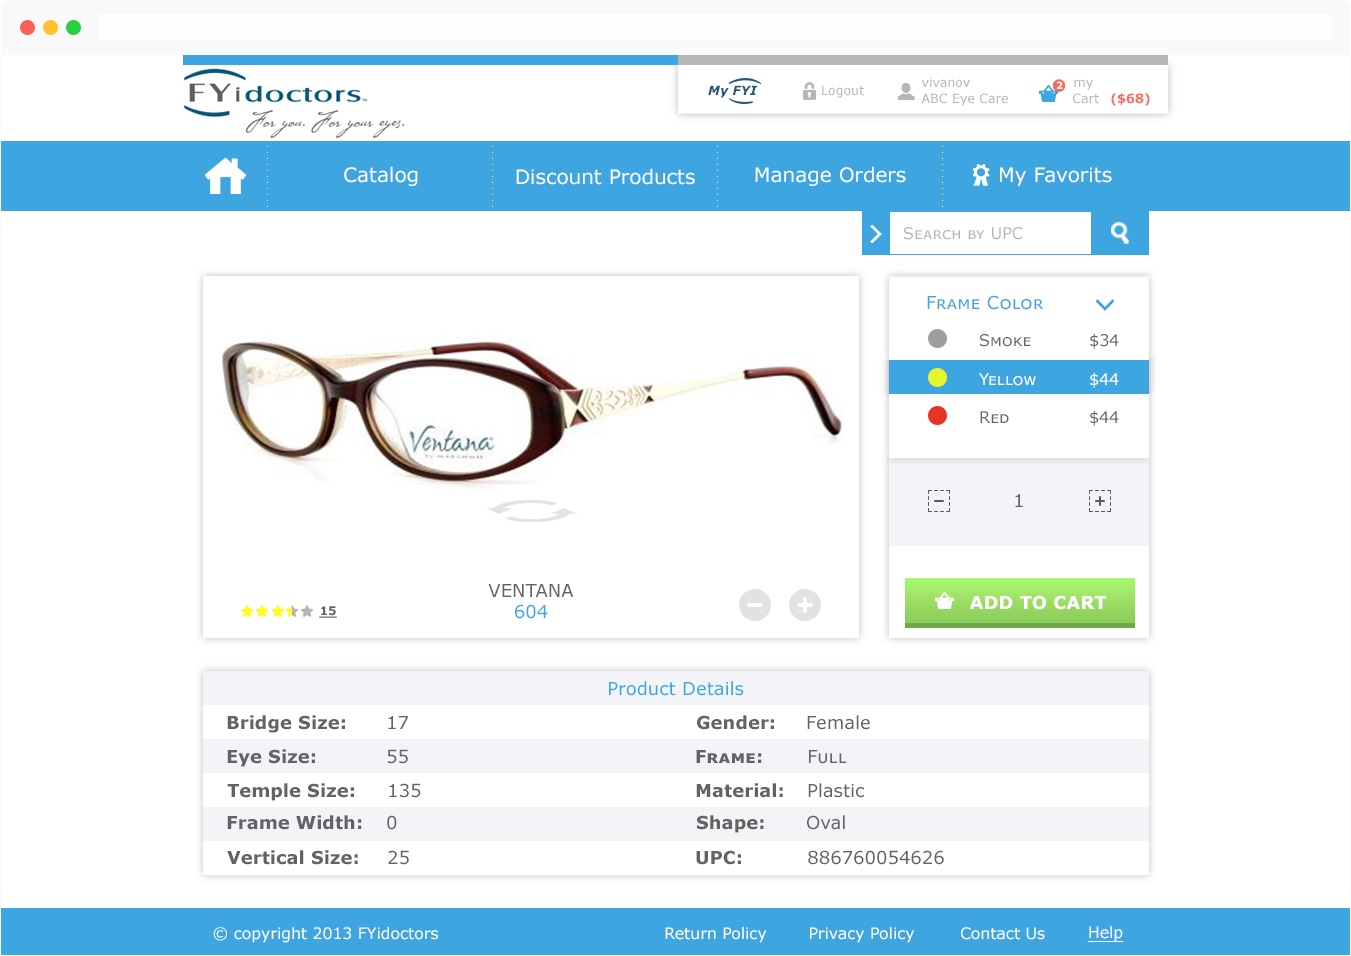 FYidoctors™
For you. For your eyes.
My FYI
Logout
vivanov
ABC Eye Care
2
my
Cart ($68)
Catalog
Discount Products
Manage Orders
My Favorits
Search by UPC
Frame Color
Smoke $34
Yellow $44
Red $44
1
ADD TO CART
Ventana
BY MARCHON
15
VENTANA
604
Product Details
Bridge Size: 17 Gender: Female
Eye Size: 55 Frame: Full
Temple Size: 135 Material: Plastic
Frame Width: 0 Shape: Oval
Vertical Size: 25 UPC: 886760054626
© copyright 2013 FYidoctors Return Policy Privacy Policy Contact Us Help